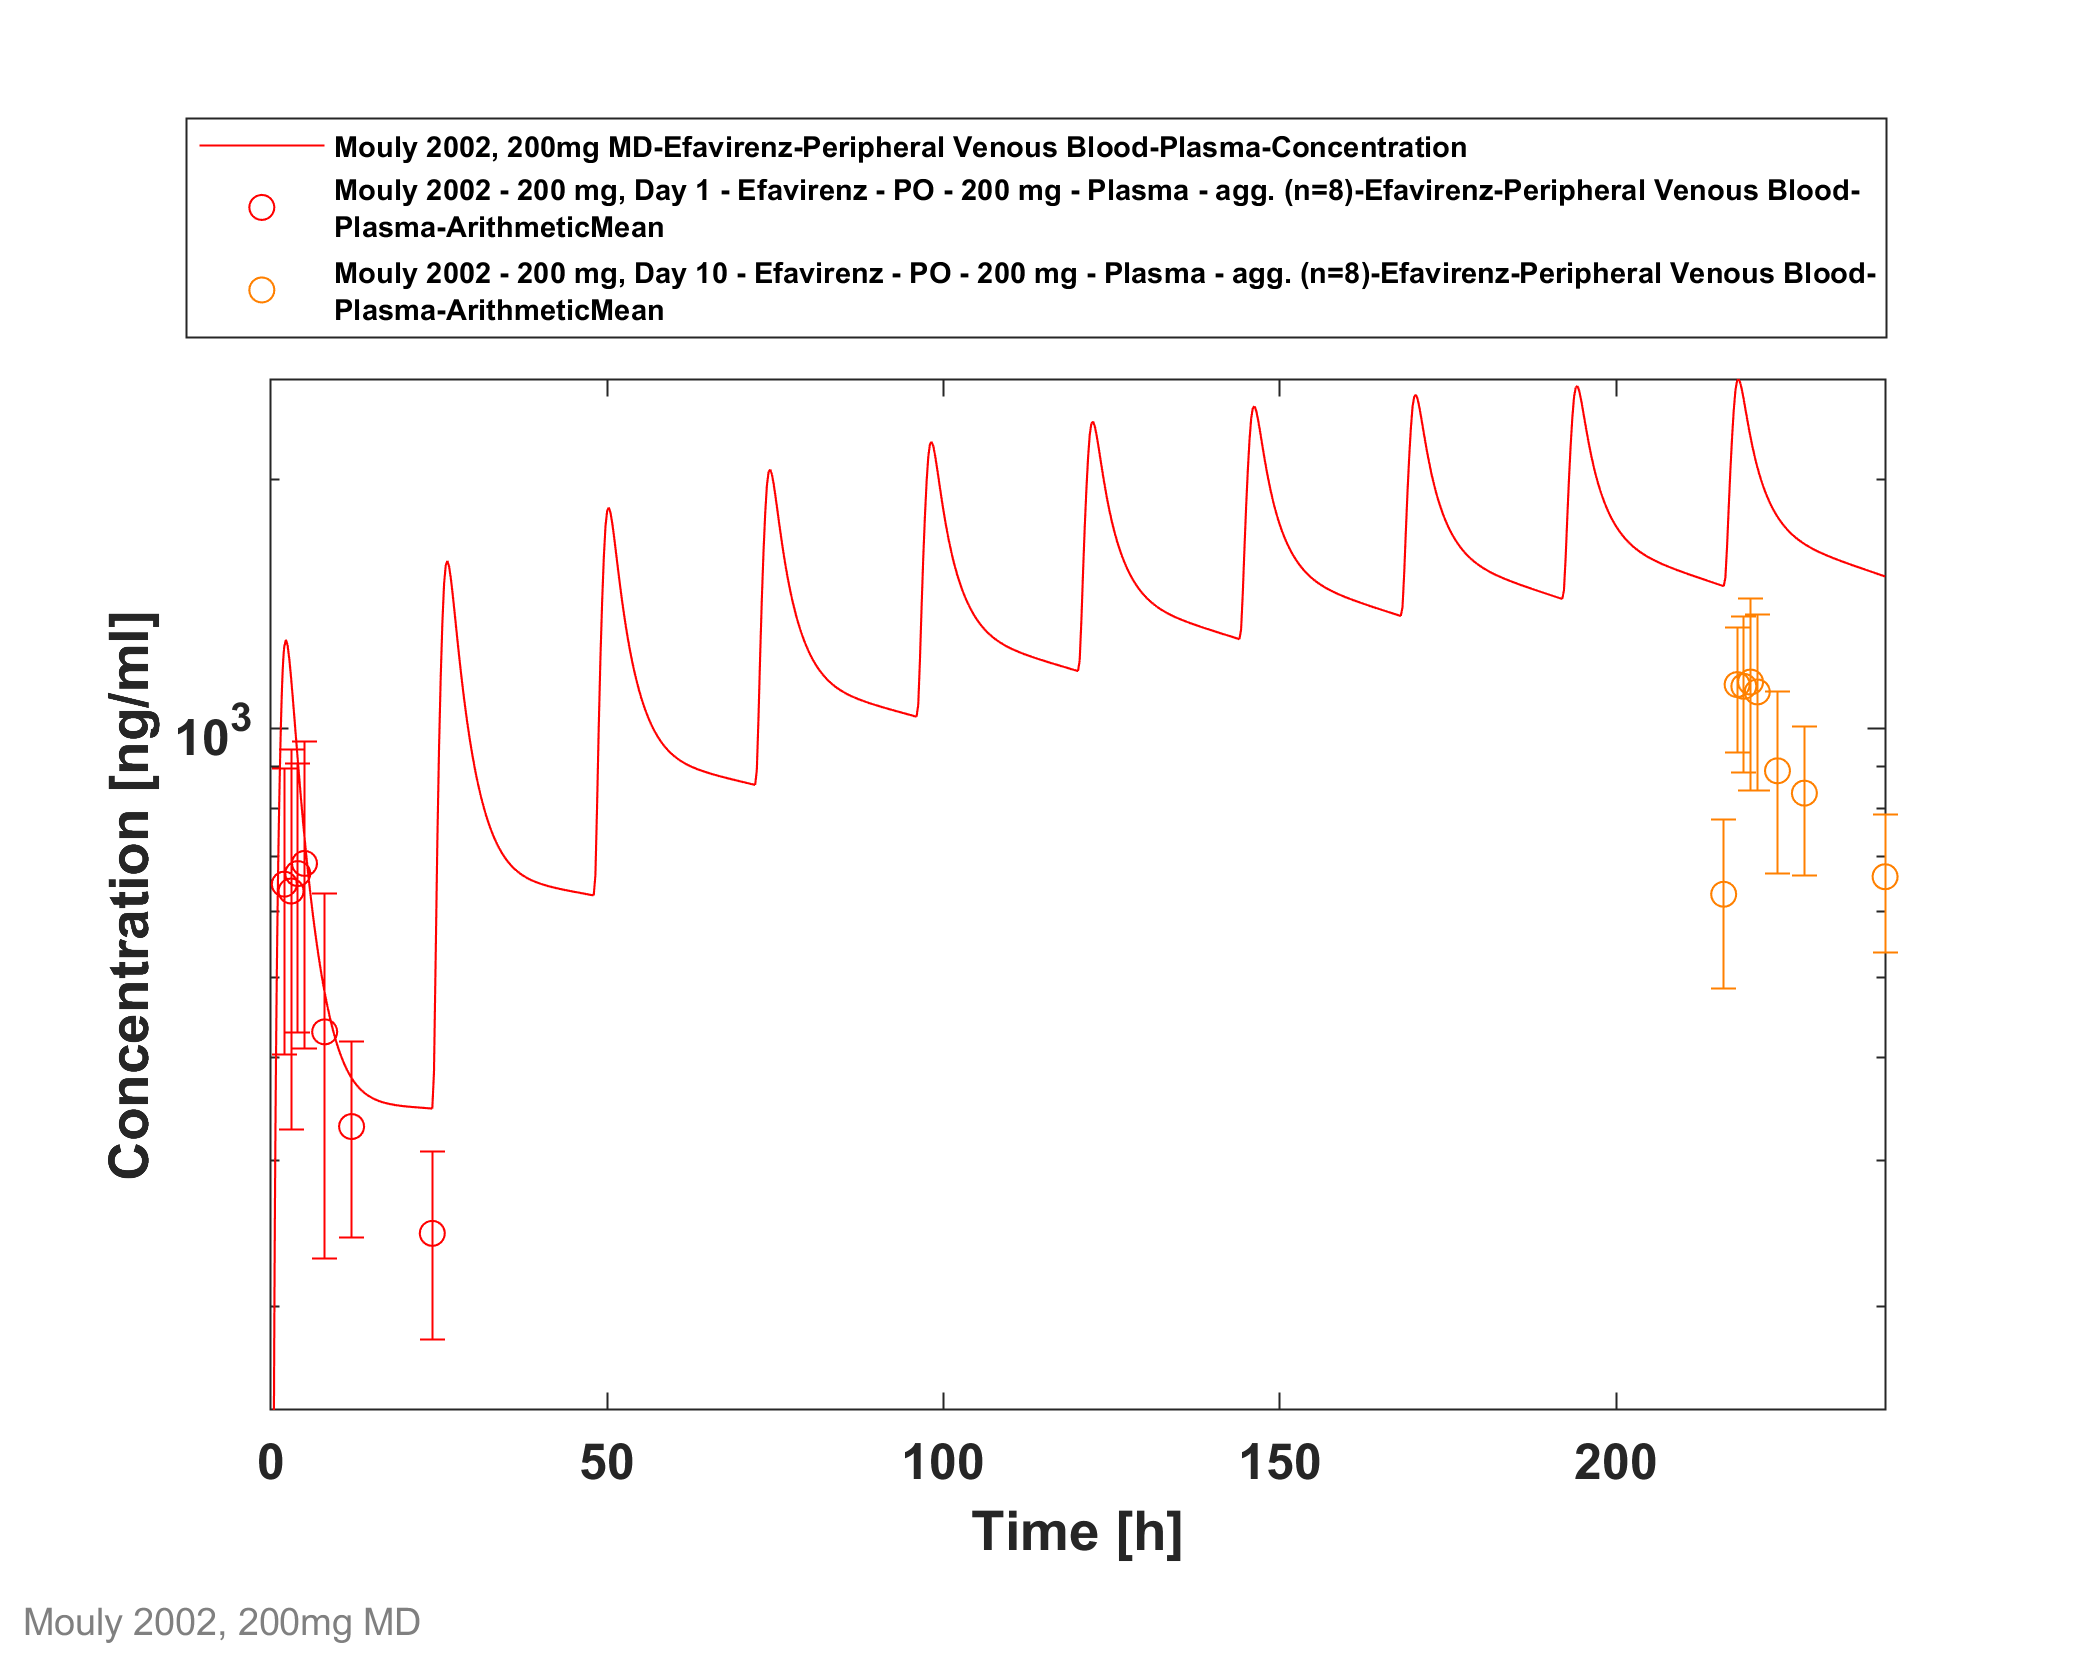 Mouly 2002, 200mg MD-Efavirenz-Peripheral Venous Blood-Plasma-Concentration
Mouly 2002 - 200 mg, Day 1 - Efavirenz - PO - 200 mg - Plasma - agg. (n=8)-Efavirenz-Peripheral Venous Blood-
Plasma-ArithmeticMean
Mouly 2002 - 200 mg, Day 10 - Efavirenz - PO - 200 mg - Plasma - agg. (n=8)-Efavirenz-Peripheral Venous Blood-
Plasma-ArithmeticMean
Concentration [ng/ml]
10³
0 50 100 150 200
Time [h]
Mouly 2002, 200mg MD